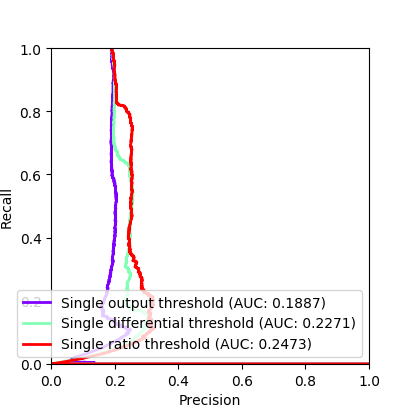 1.0
0.8
0.6
0.4
0.2
0.0
Recall
Single output threshold (AUC: 0.1887)
Single differential threshold (AUC: 0.2271)
Single ratio threshold (AUC: 0.2473)
0.0 0.2 0.4 0.6 0.8 1.0
Precision